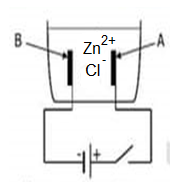 B A
Zn²⁺
Cl⁻
- +